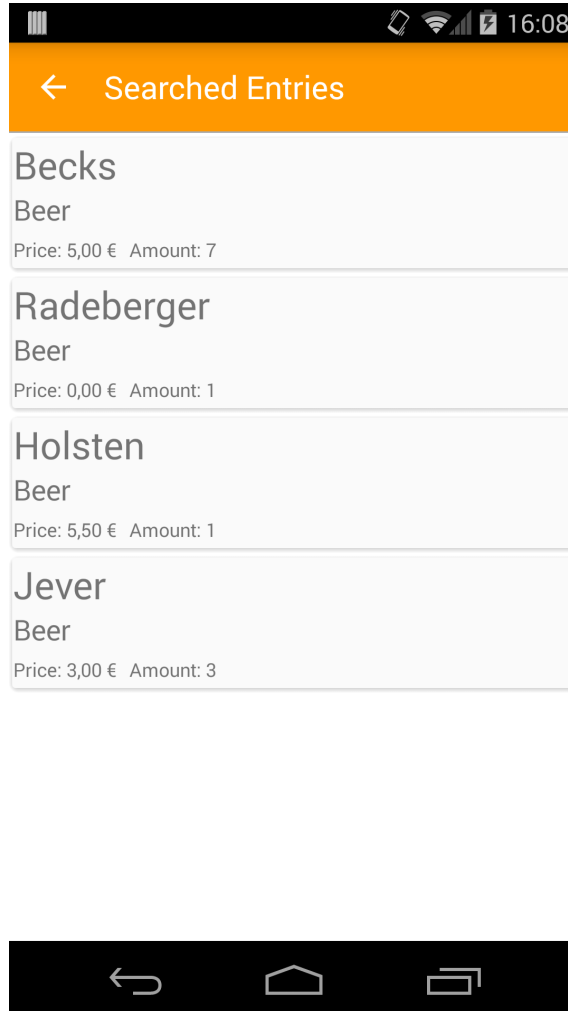 16:08
Searched Entries
Becks
Beer
Price: 5,00 € Amount: 7
Radeberger
Beer
Price: 0,00 € Amount: 1
Holsten
Beer
Price: 5,50 € Amount: 1
Jever
Beer
Price: 3,00 € Amount: 3